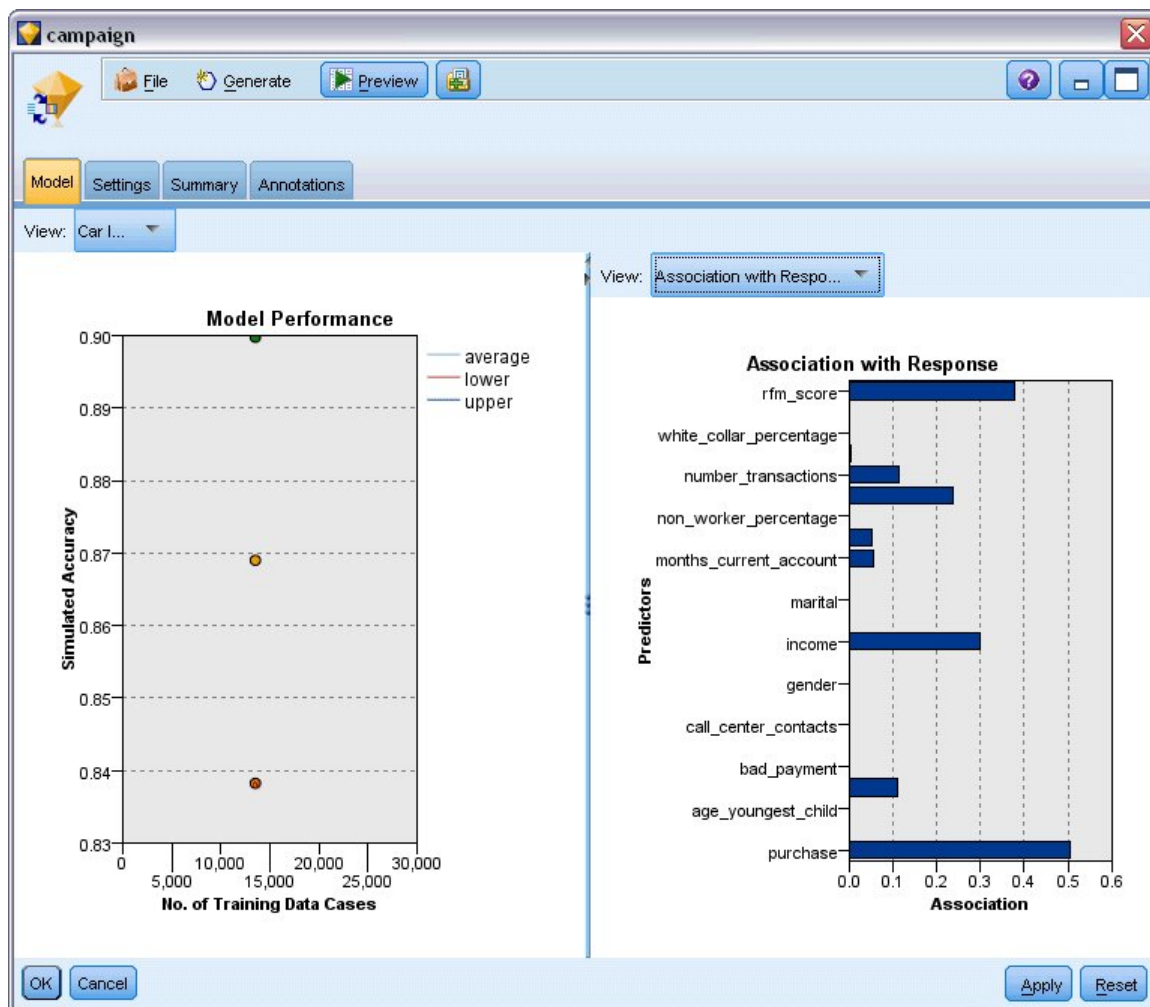 campaign
File Generate Preview
Model Settings Summary Annotations
View: Car l...
Model Performance
0.90
0.89
0.88
0.87
0.86
0.85
0.84
0.83
Simulated Accuracy
0 10,000 20,000 30,000
5,000 15,000 25,000
No. of Training Data Cases
average
lower
upper
View: Association with Respo...
Association with Response
Predictors
rfm_score
white_collar_percentage
number_transactions
non_worker_percentage
months_current_account
marital
income
gender
call_center_contacts
bad_payment
age_youngest_child
purchase
0.0 0.1 0.2 0.3 0.4 0.5 0.6
Association
OK Cancel Apply Reset